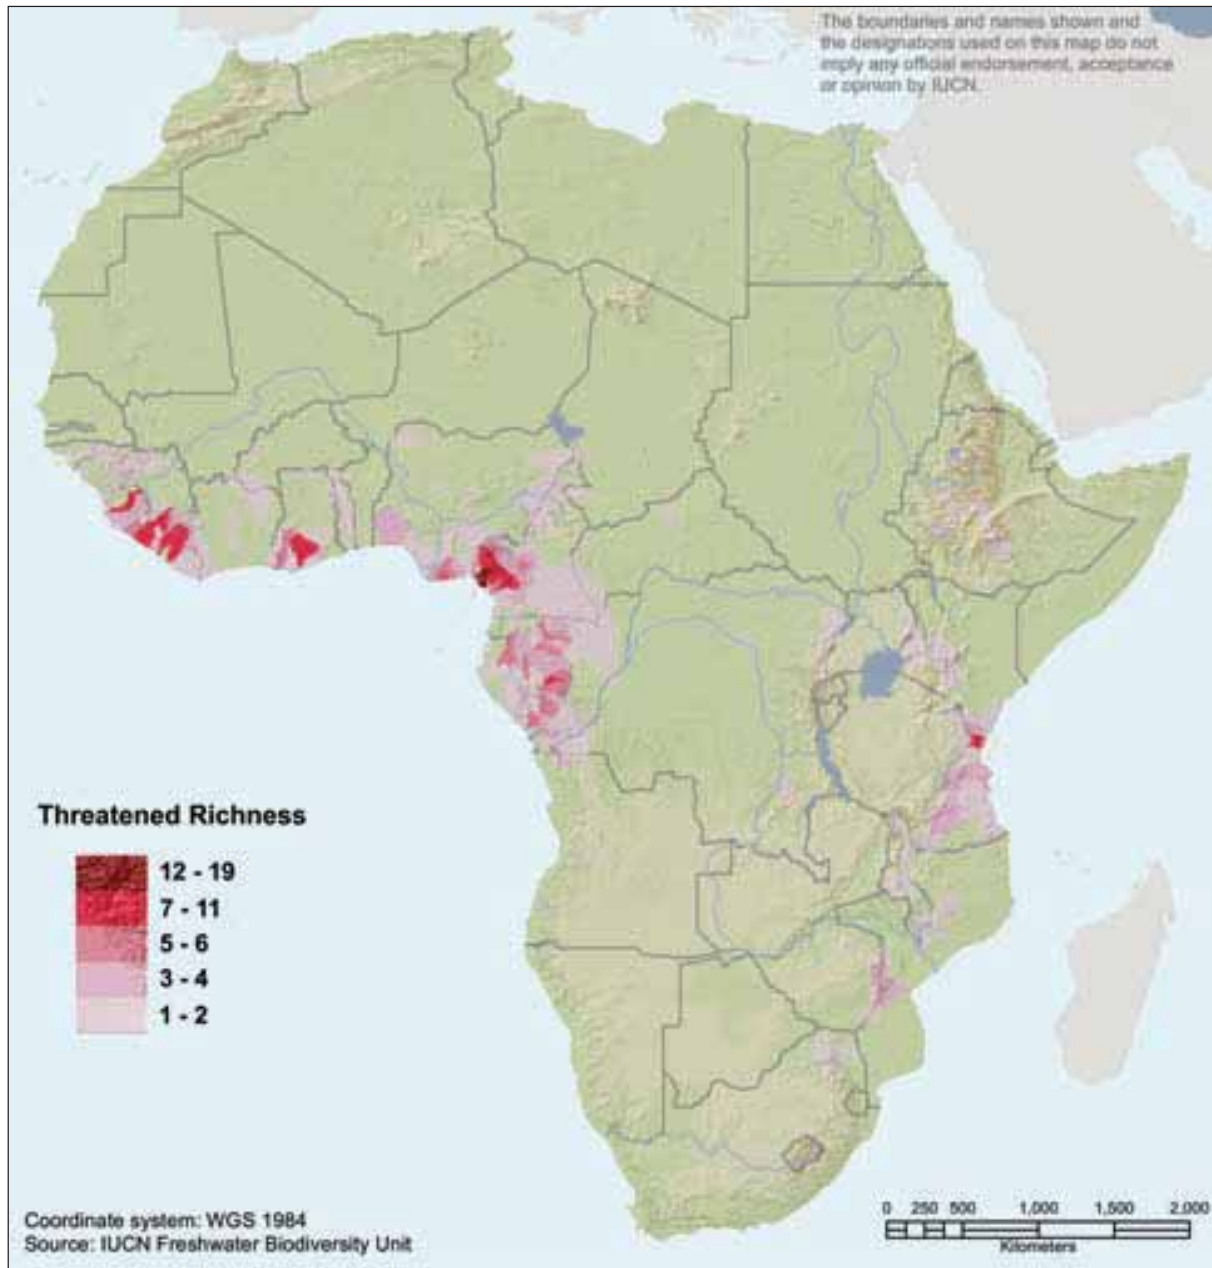 The boundaries and names shown and
the designations used on this map do not
imply any official endorsement, acceptance
or opinion by IUCN.
Threatened Richness
12 - 19
7 - 11
5 - 6
3 - 4
1 - 2
Coordinate system: WGS 1984
Source: IUCN Freshwater Biodiversity Unit
0 250 500 1,000 1,500 2,000
Kilometers